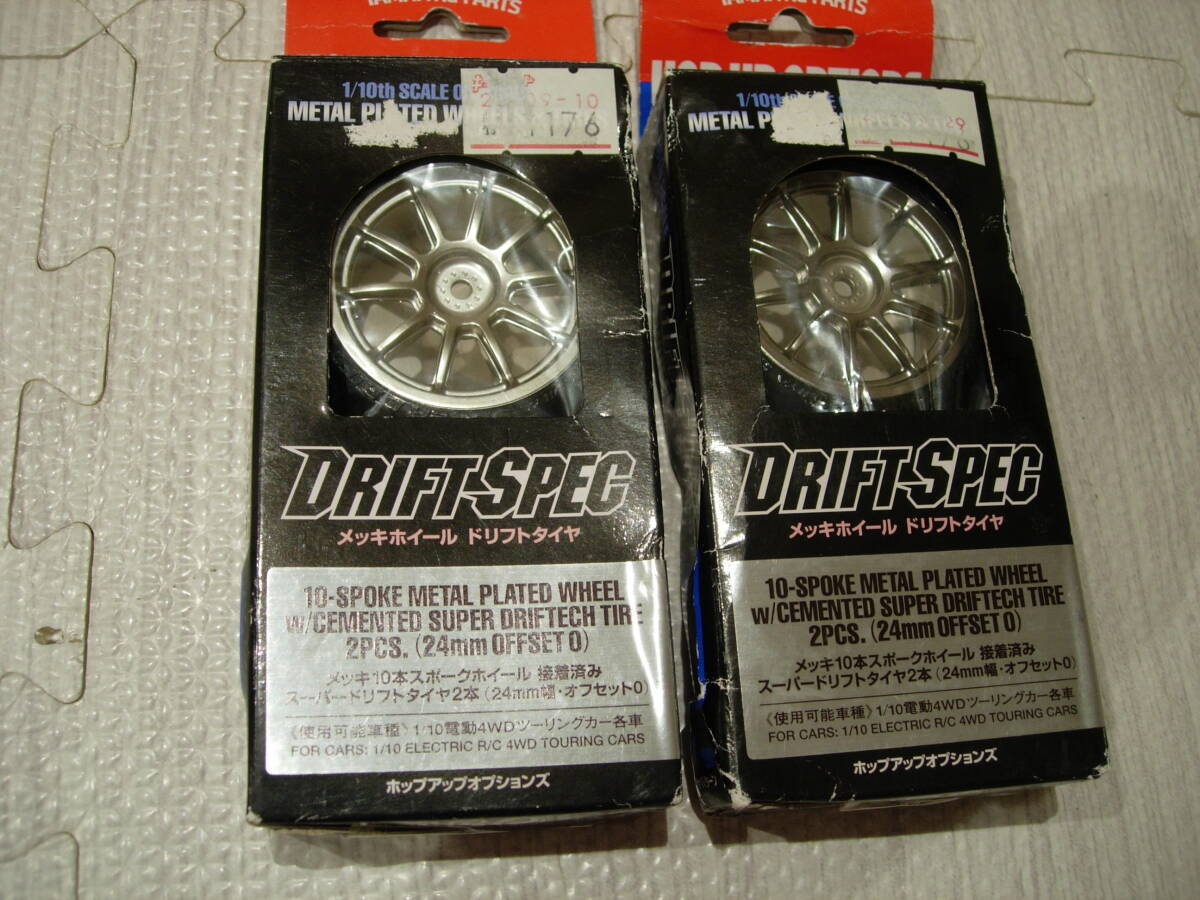 TAMIYA R/C PARTS
1/10th SCALE
METAL PLATED WHEELS
09-10
176
DRIFT-SPEC
メッキホイール ドリフトタイヤ
10-SPOKE METAL PLATED WHEEL
w/CEMENTED SUPER DRIFTECH TIRE
2PCS. (24mm OFFSET 0)
メッキ10本スポークホイール 接着済み
スーパードリフトタイヤ2本(24mm幅・オフセット0)
《使用可能車種》1/10電動4WDツーリングカー各車
FOR CARS: 1/10 ELECTRIC R/C 4WD TOURING CARS
ホップアップオプションズ
PARTS
HOP-UP OPTIONS
1/10th
METAL
DRIFT-SPEC
メッキホイール ドリフトタイヤ
10-SPOKE METAL PLATED WHEEL
w/CEMENTED SUPER DRIFTECH TIRE
2PCS. (24mm OFFSET 0)
メッキ10本スポークホイール 接着済み
スーパードリフトタイヤ2本(24mm幅・オフセット0)
《使用可能車種》1/10電動4WDツーリングカー各車
FOR CARS: 1/10 ELECTRIC R/C 4WD TOURING CARS
ホップアップオプションズ